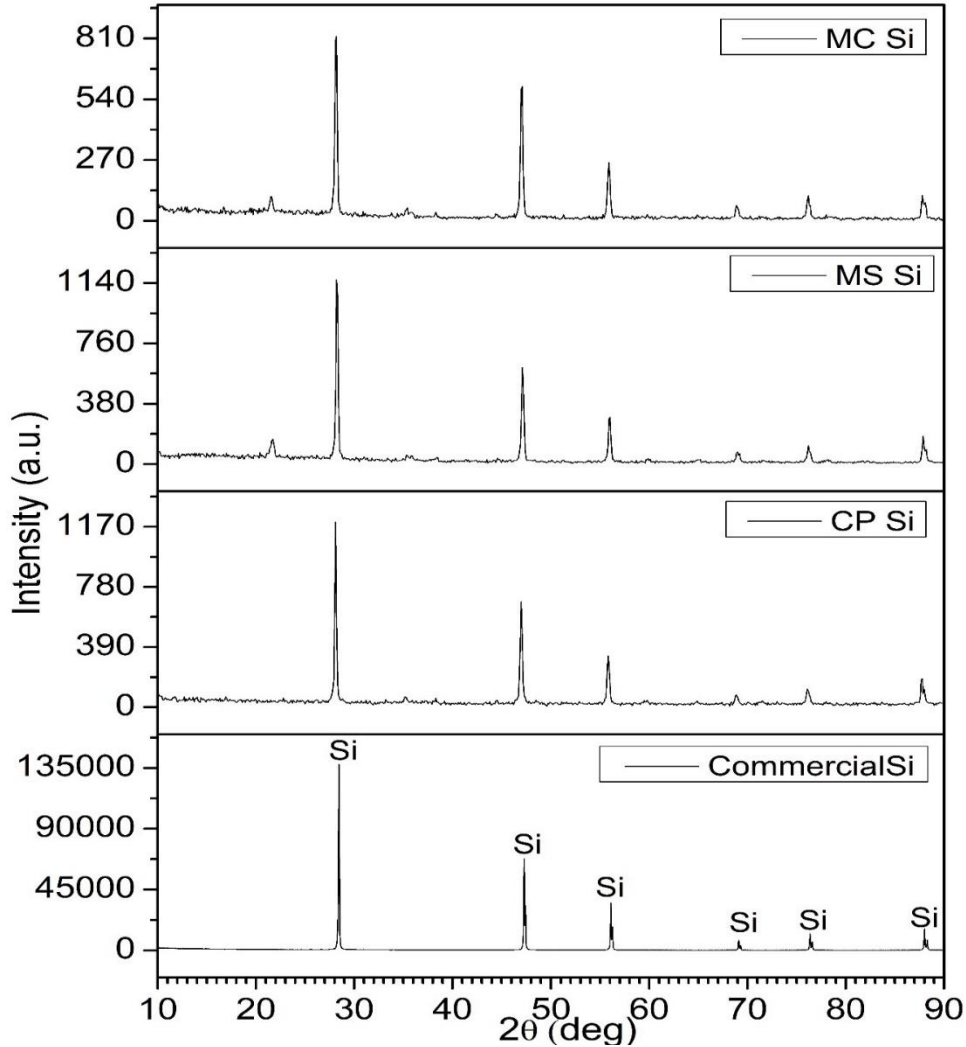 MC Si
810
540
270
0
MS Si
1140
760
380
0
CP Si
1170
780
390
0
CommercialSi
135000
90000
45000
0
Si
Si
Si
Si
Si
Si
10 20 30 40 50 60 70 80 90
2θ (deg)
Intensity (a.u.)